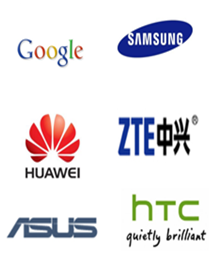 Google
SAMSUNG
HUAWEI
ZTE中兴®
ASUS
hTC
quietly brilliant